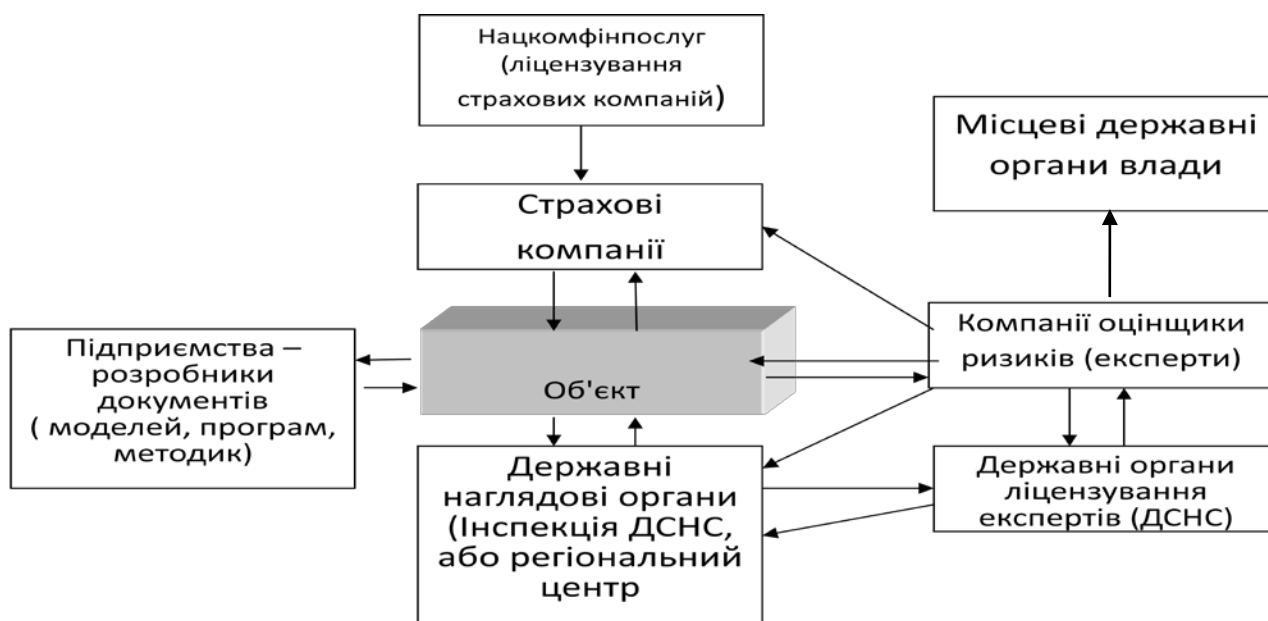 Нацкомфінпослуг
(ліцензування
страхових компаній)
Місцеві державні
органи влади
Страхові
компанії
Підприємства –
розробники
документів
( моделей, програм,
методик)
Об'єкт
Компанії оцінщики
ризиків (експерти)
Державні
наглядові органи
(Інспекція ДСНС,
або регіональний
центр
Державні органи
ліцензування
експертів (ДСНС)